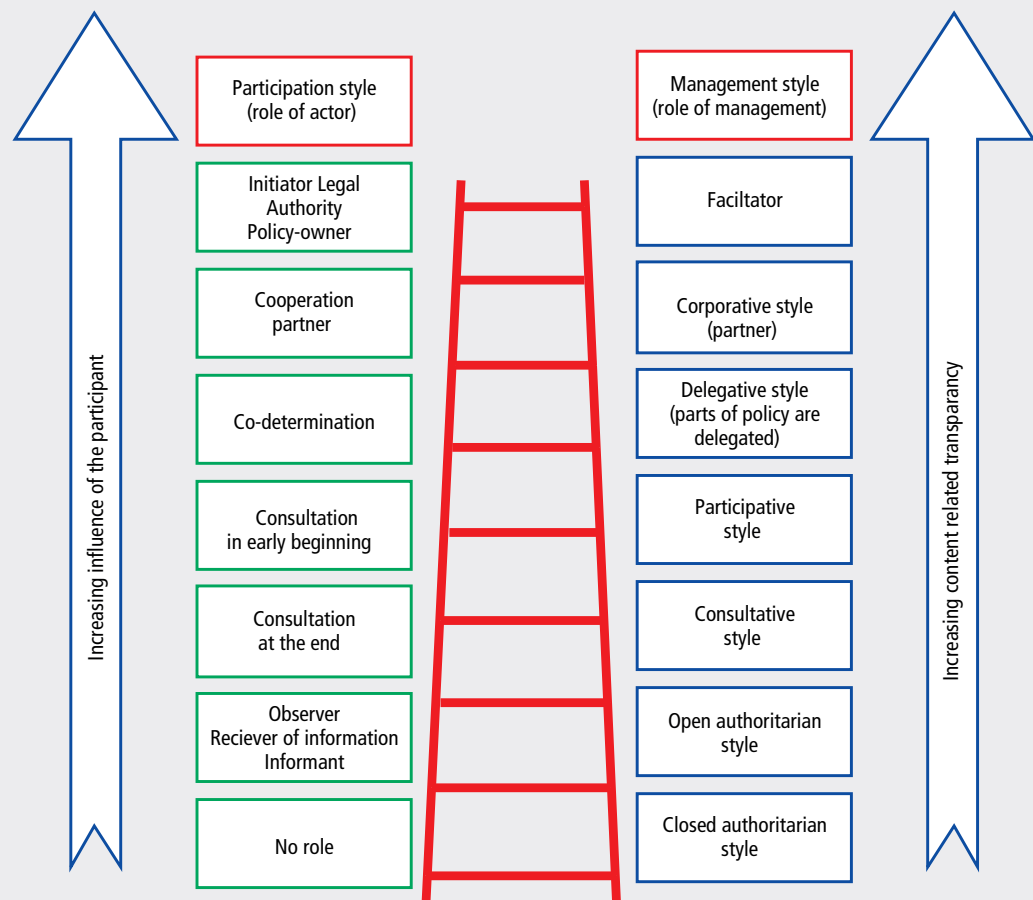 Increasing influence of the participant
Participation style
(role of actor)
Initiator Legal
Authority
Policy-owner
Cooperation
partner
Co-determination
Consultation
in early beginning
Consultation
at the end
Observer
Reciever of information
Informant
No role
Management style
(role of management)
Faciltator
Corporative style
(partner)
Delegative style
(parts of policy are
delegated)
Participative
style
Consultative
style
Open authoritarian
style
Closed authoritarian
style
Increasing content related transparancy